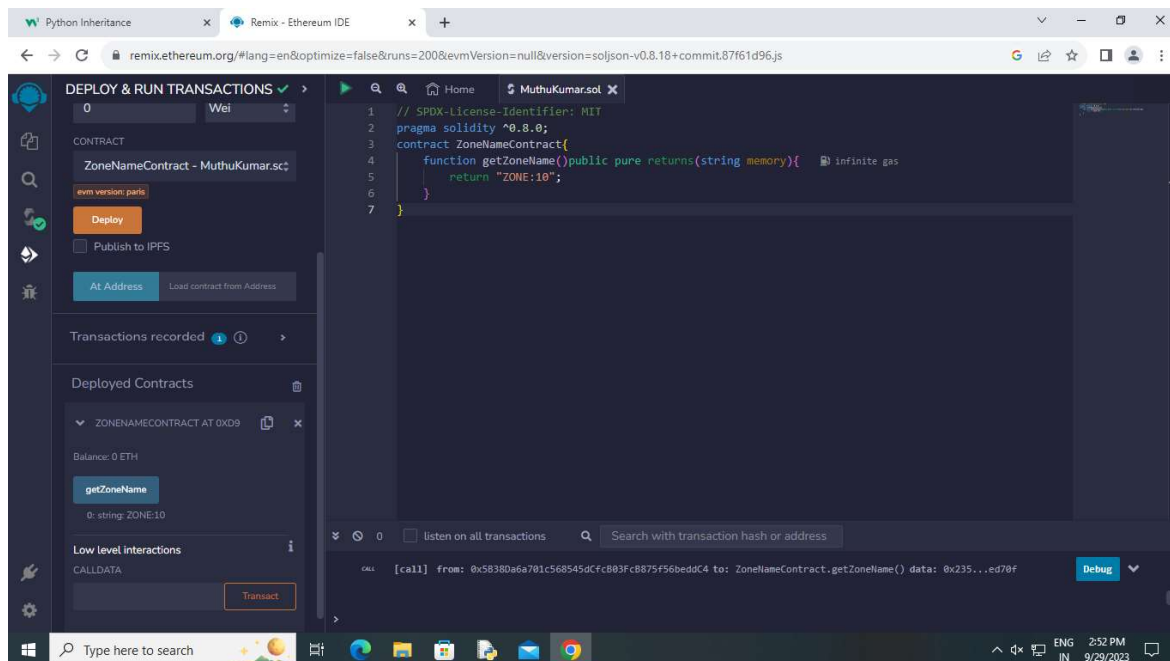 Python Inheritance
Remix - Ethereum IDE
remix.ethereum.org/#lang=en&optimize=false&runs=200&evmVersion=null&version=soljson-v0.8.18+commit.87f61d96.js
DEPLOY & RUN TRANSACTIONS
0 Wei
CONTRACT
ZoneNameContract - MuthuKumar.sc
evm version: paris
Deploy
Publish to IPFS
At Address Load contract from Address
Transactions recorded 1 i
Deployed Contracts
ZONENAMECONTRACT AT 0XD9
Balance: 0 ETH
getZoneName
0: string: ZONE:10
Low level interactions i
CALLDATA
Transact
Home MuthuKumar.sol
1 // SPDX-License-Identifier: MIT
2 pragma solidity ^0.8.0;
3 contract ZoneNameContract{
4 function getZoneName()public pure returns(string memory){ infinite gas
5 return "ZONE:10";
6 }
7 }
0 listen on all transactions Search with transaction hash or address
CALL [call] from: 0x5B38Da6a701c568545dCfcB03FcB875f56beddC4 to: ZoneNameContract.getZoneName() data: 0x235...ed70f Debug
>
Type here to search
ENG 2:52 PM
IN 9/29/2023